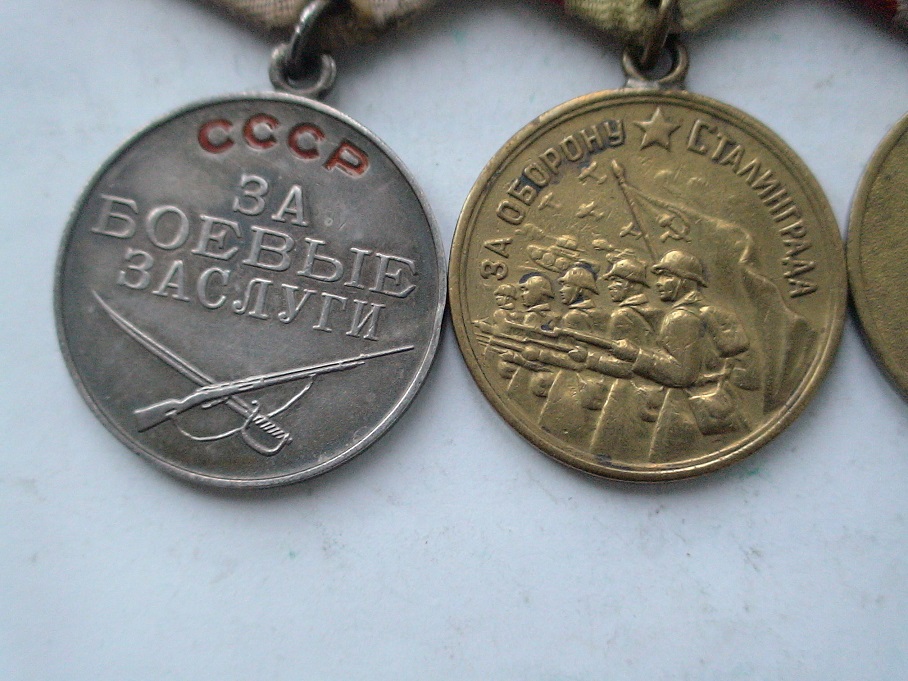 СССР
ЗА
БОЕВЫЕ
ЗАСЛУГИ
ЗА ОБОРОНУ СТАЛИНГРАДА